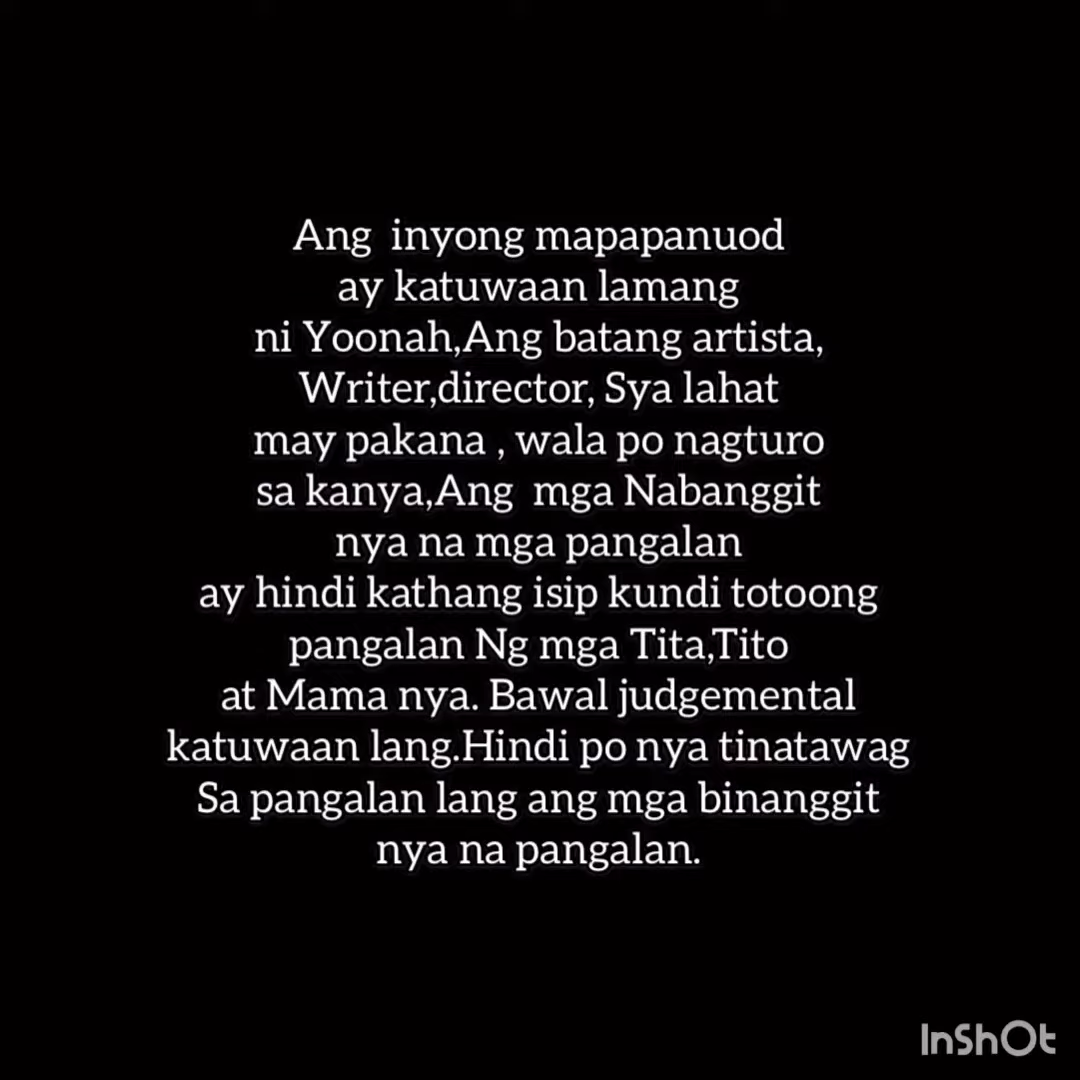 Ang inyong mapapanuod
ay katuwaan lamang
ni Yoonah,Ang batang artista,
Writer,director, Sya lahat
may pakana , wala po nagturo
sa kanya,Ang mga Nabanggit
nya na mga pangalan
ay hindi kathang isip kundi totoong
pangalan Ng mga Tita,Tito
at Mama nya. Bawal judgemental
katuwaan lang.Hindi po nya tinatawag
Sa pangalan lang ang mga binanggit
nya na pangalan.
InShOt